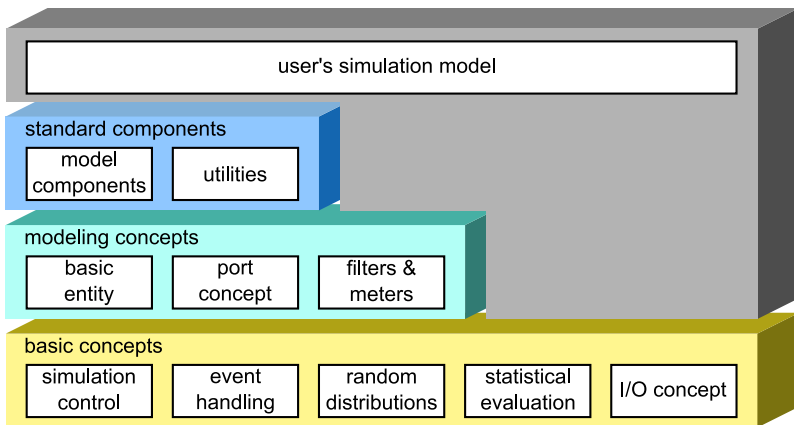 user's simulation model
standard components
model
components
utilities
modeling concepts
basic
entity
port
concept
filters &
meters
basic concepts
simulation
control
event
handling
random
distributions
statistical
evaluation
I/O concept